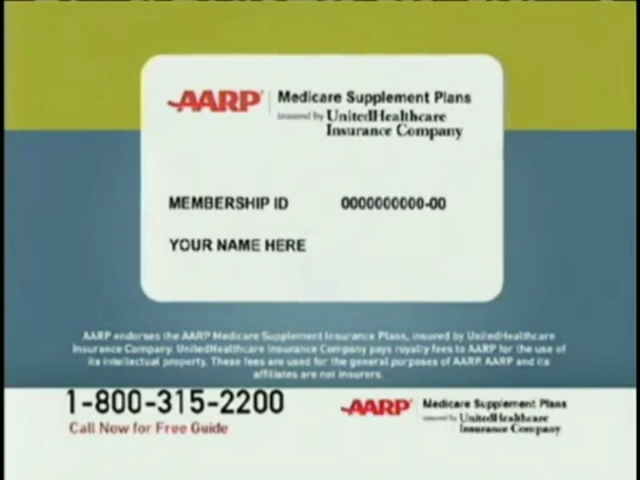 AARP Medicare Supplement Plans
insured by UnitedHealthcare
Insurance Company
MEMBERSHIP ID 0000000000-00
YOUR NAME HERE
AARP endorses the AARP Medicare Supplement Insurance Plans, insured by UnitedHealthcare
Insurance Company. UnitedHealthcare Insurance Company pays royalty fees to AARP for the use of
its intellectual property. These fees are used for the general purposes of AARP. AARP and its
affiliates are not insurers.
1-800-315-2200
Call Now for Free Guide
AARP Medicare Supplement Plans
insured by UnitedHealthcare
Insurance Company